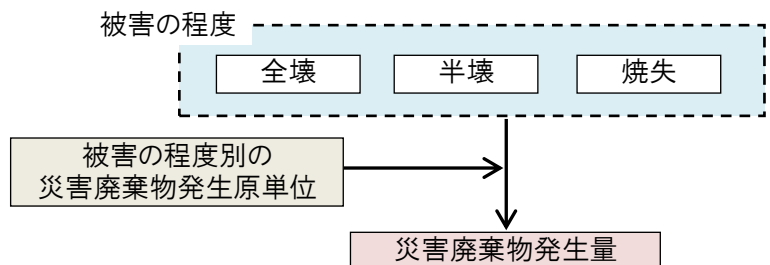 被害の程度
全壊
半壊
焼失
被害の程度別の
災害廃棄物発生原単位
災害廃棄物発生量